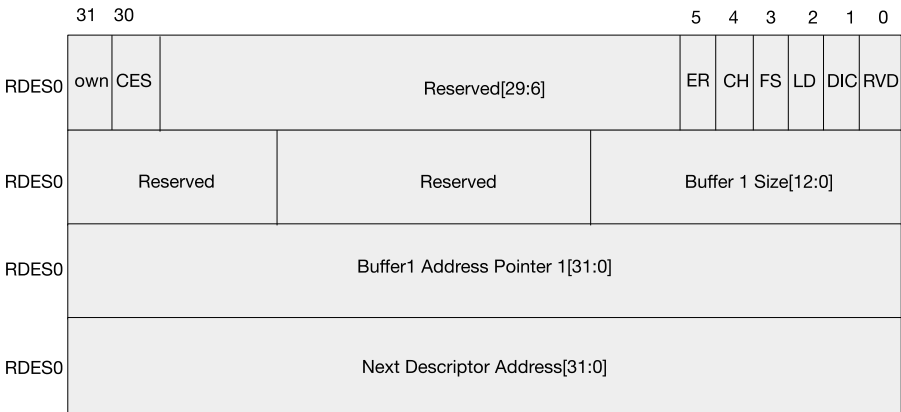 31 30 5 4 3 2 1 0
RDES0 own CES Reserved[29:6] ER CH FS LD DIC RVD
RDES0 Reserved Reserved Buffer 1 Size[12:0]
RDES0 Buffer1 Address Pointer 1[31:0]
RDES0 Next Descriptor Address[31:0]